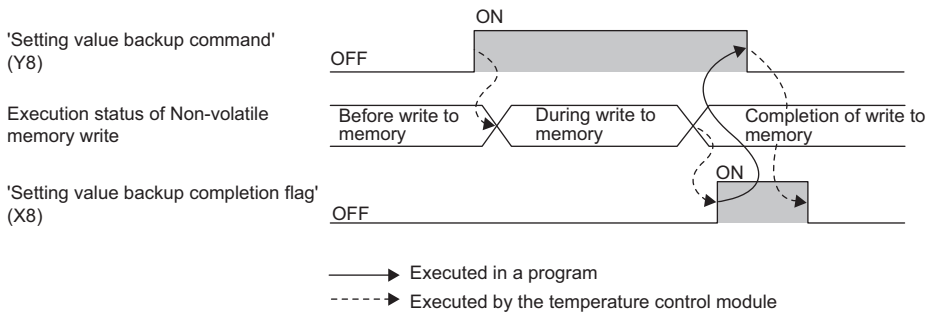 ON
'Setting value backup command'
(Y8)
OFF
Execution status of Non-volatile
memory write
Before write to
memory
During write to
memory
Completion of write to
memory
'Setting value backup completion flag'
(X8)
ON
OFF
Executed in a program
Executed by the temperature control module